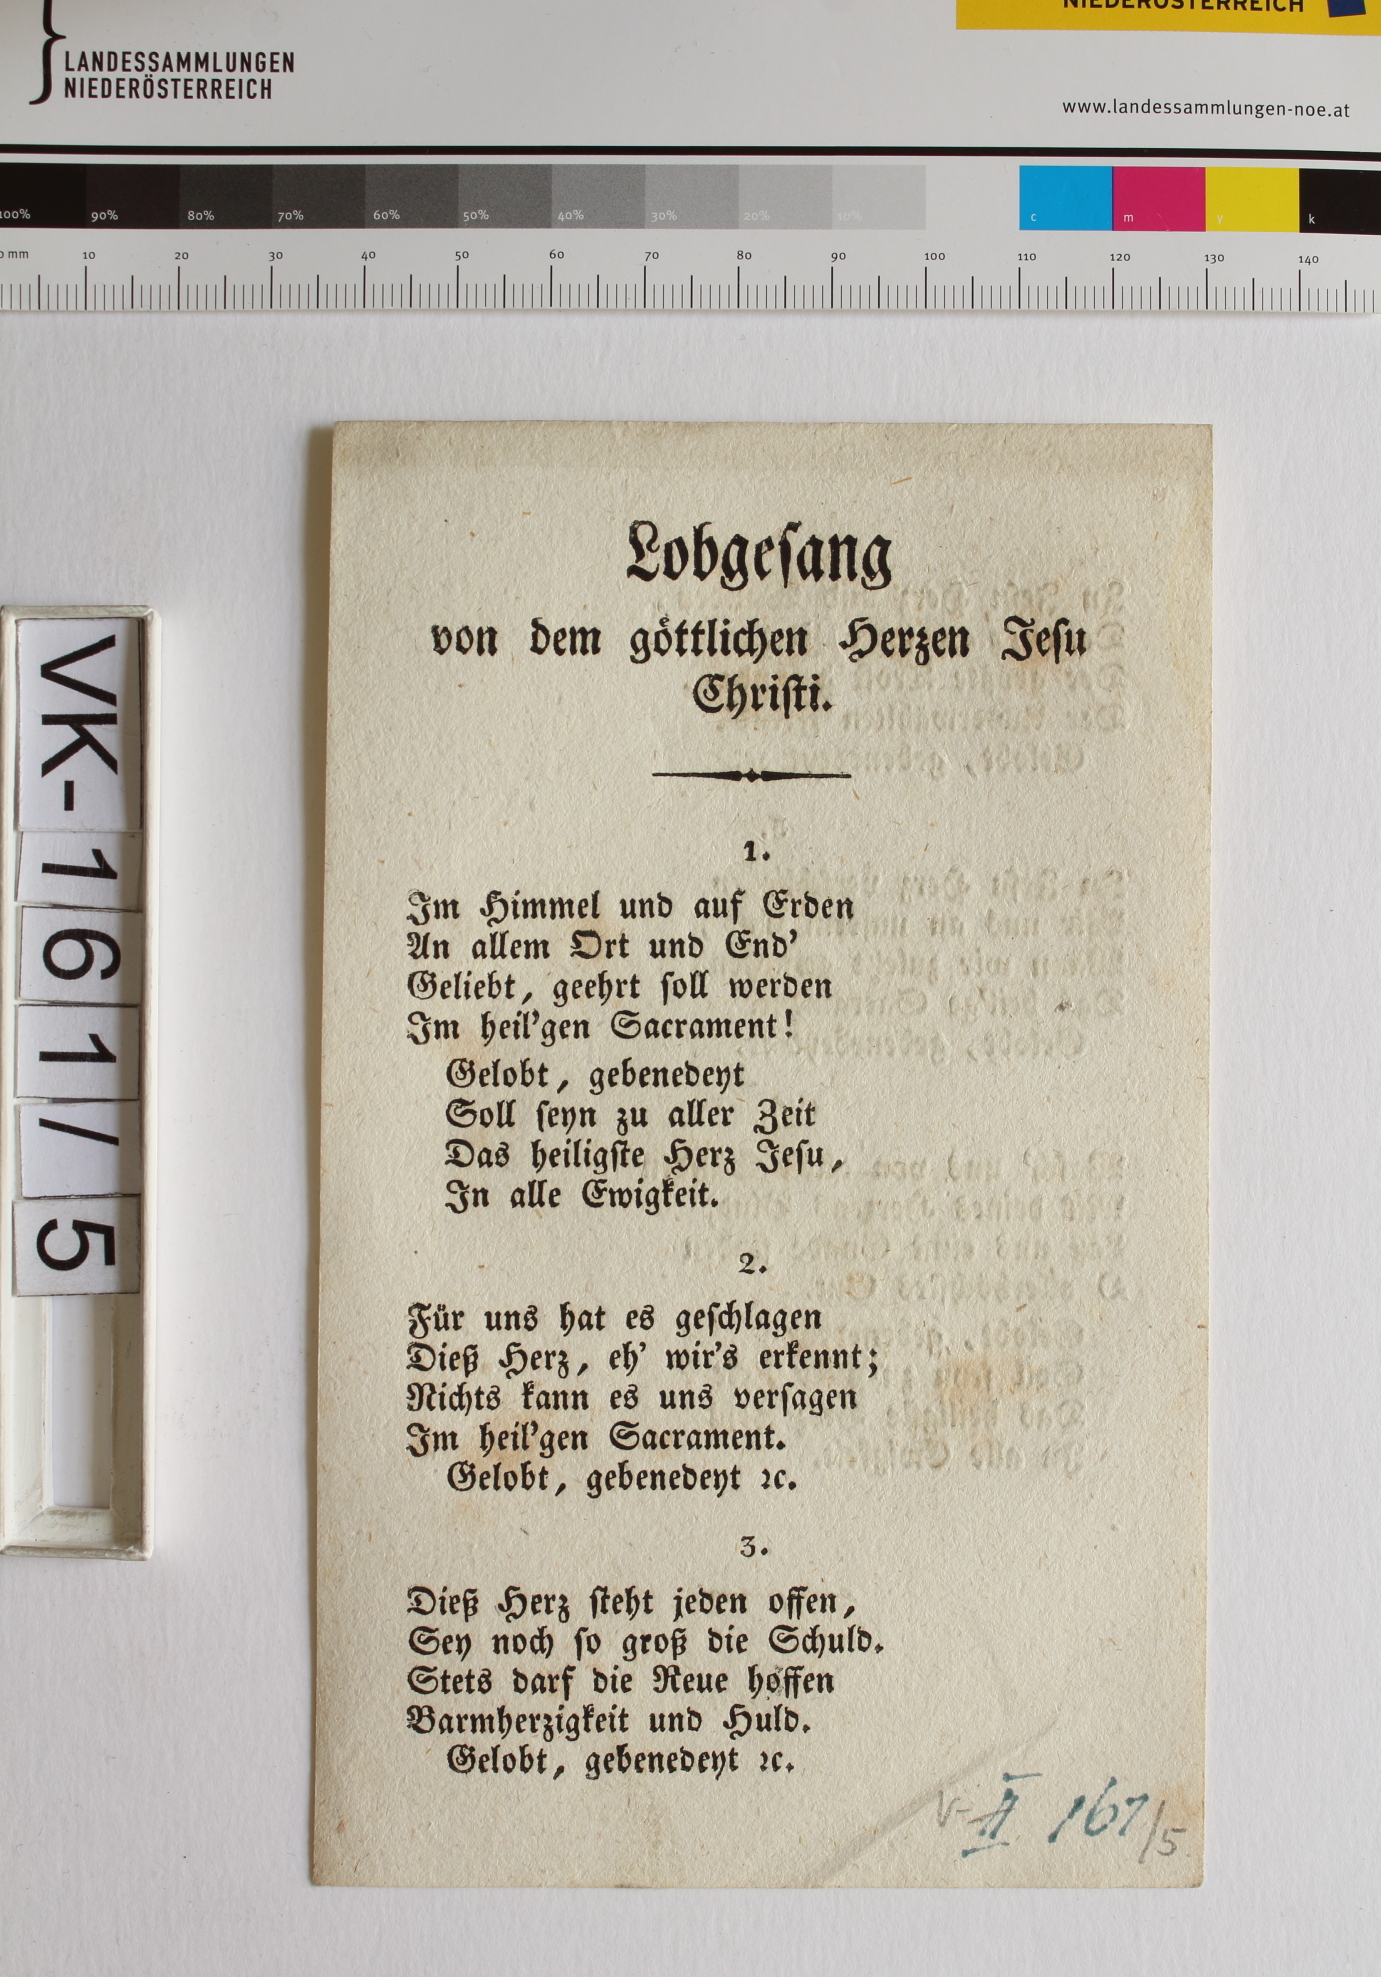 NIEDERÖSTERREICH
LANDESSAMMLUNGEN
NIEDERÖSTERREICH
www.landessammlungen-noe.at
100% 90% 80% 70% 60% 50% 40% 30% 20% 10% c m y k
0 mm 10 20 30 40 50 60 70 80 90 100 110 120 130 140
VK-161/5
Lobgesang
von dem göttlichen Herzen Jesu
Christi.
1.
Im Himmel und auf Erden
An allem Ort und End'
Geliebt, geehrt soll werden
Im heil'gen Sacrament!
Gelobt, gebenedeyt
Soll seyn zu aller Zeit
Das heiligste Herz Jesu,
In alle Ewigkeit.
2.
Für uns hat es geschlagen
Dieß Herz, eh' wir's erkennt;
Nichts kann es uns versagen
Im heil'gen Sacrament.
Gelobt, gebenedeyt ꝛc.
3.
Dieß Herz steht jeden offen,
Sey noch so groß die Schuld.
Stets darf die Reue hoffen
Barmherzigkeit und Huld.
Gelobt, gebenedeyt ꝛc.
V-II 161/5